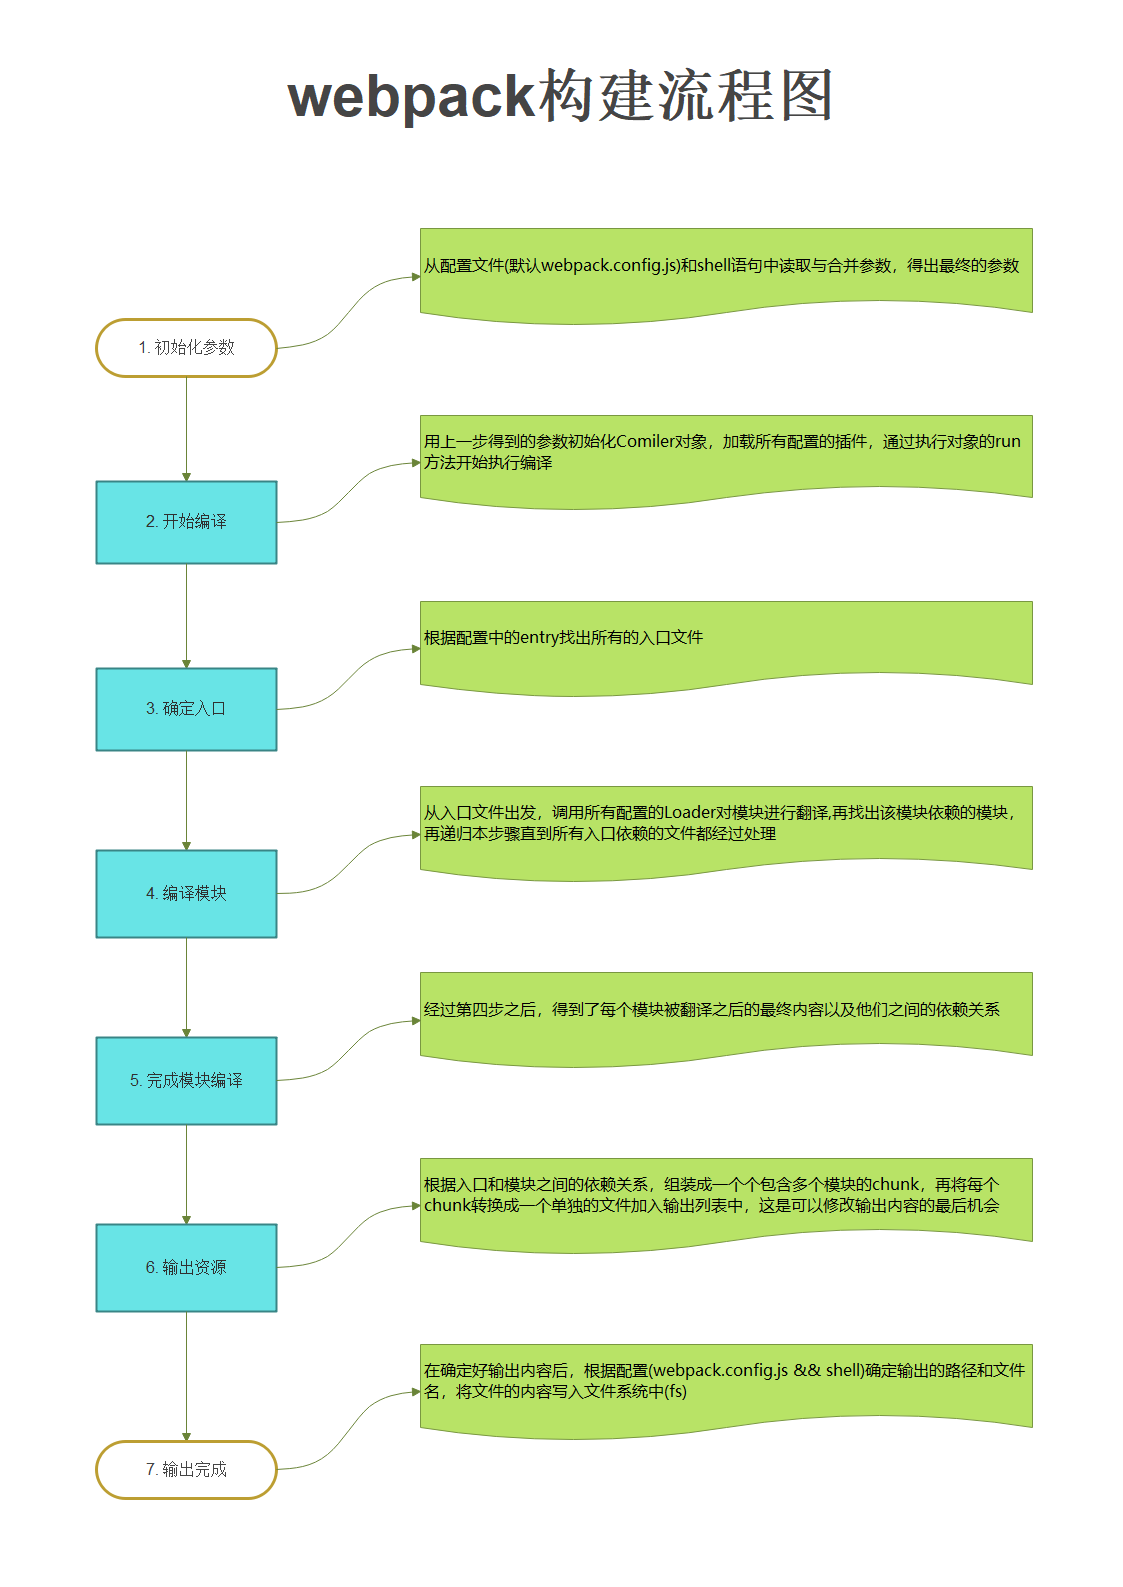 webpack构建流程图
从配置文件(默认webpack.config.js)和shell语句中读取与合并参数，得出最终的参数
1. 初始化参数
用上一步得到的参数初始化Comiler对象，加载所有配置的插件，通过执行对象的run
方法开始执行编译
2. 开始编译
根据配置中的entry找出所有的入口文件
3. 确定入口
从入口文件出发，调用所有配置的Loader对模块进行翻译,再找出该模块依赖的模块，
再递归本步骤直到所有入口依赖的文件都经过处理
4. 编译模块
经过第四步之后，得到了每个模块被翻译之后的最终内容以及他们之间的依赖关系
5. 完成模块编译
根据入口和模块之间的依赖关系，组装成一个个包含多个模块的chunk，再将每个
chunk转换成一个单独的文件加入输出列表中，这是可以修改输出内容的最后机会
6. 输出资源
在确定好输出内容后，根据配置(webpack.config.js && shell)确定输出的路径和文件
名，将文件的内容写入文件系统中(fs)
7. 输出完成